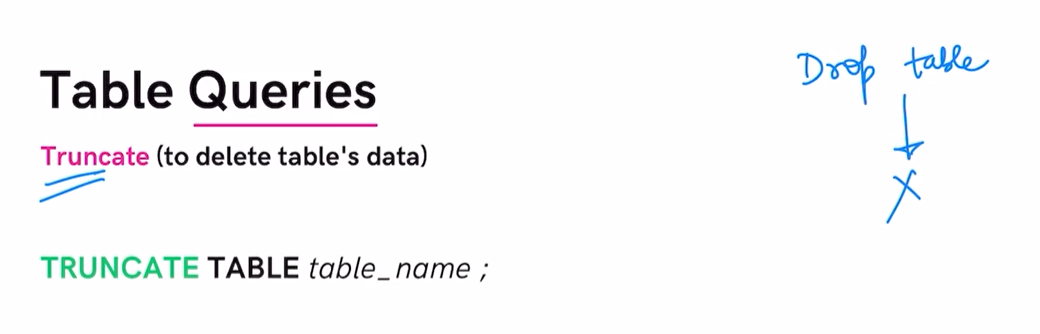 Table Queries
Drop table
Truncate (to delete table's data)
X
TRUNCATE TABLE table_name ;